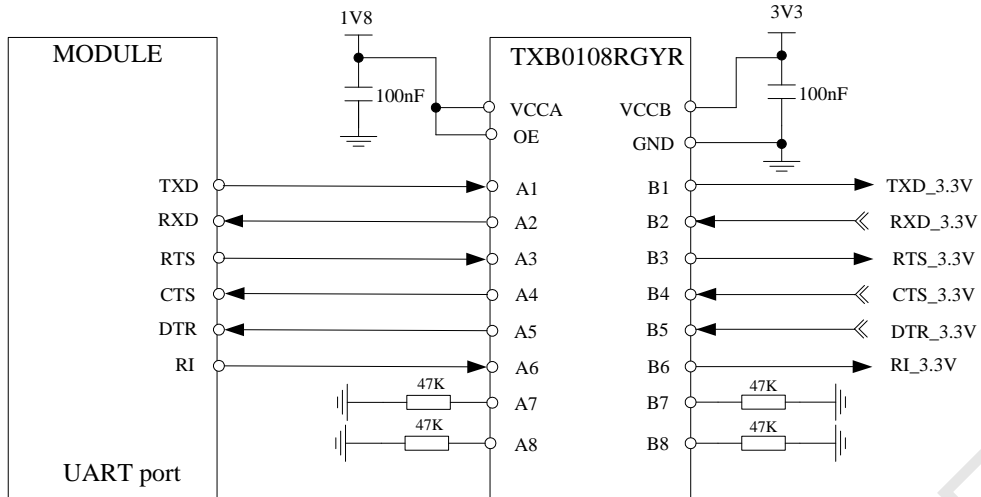 1V8
3V3
MODULE
TXB0108RGYR
100nF
VCCA
VCCB
100nF
OE
GND
TXD
A1
B1
TXD_3.3V
RXD
A2
B2
RXD_3.3V
RTS
A3
B3
RTS_3.3V
CTS
A4
B4
CTS_3.3V
DTR
A5
B5
DTR_3.3V
RI
A6
B6
RI_3.3V
47K
A7
B7
47K
47K
A8
B8
47K
UART port